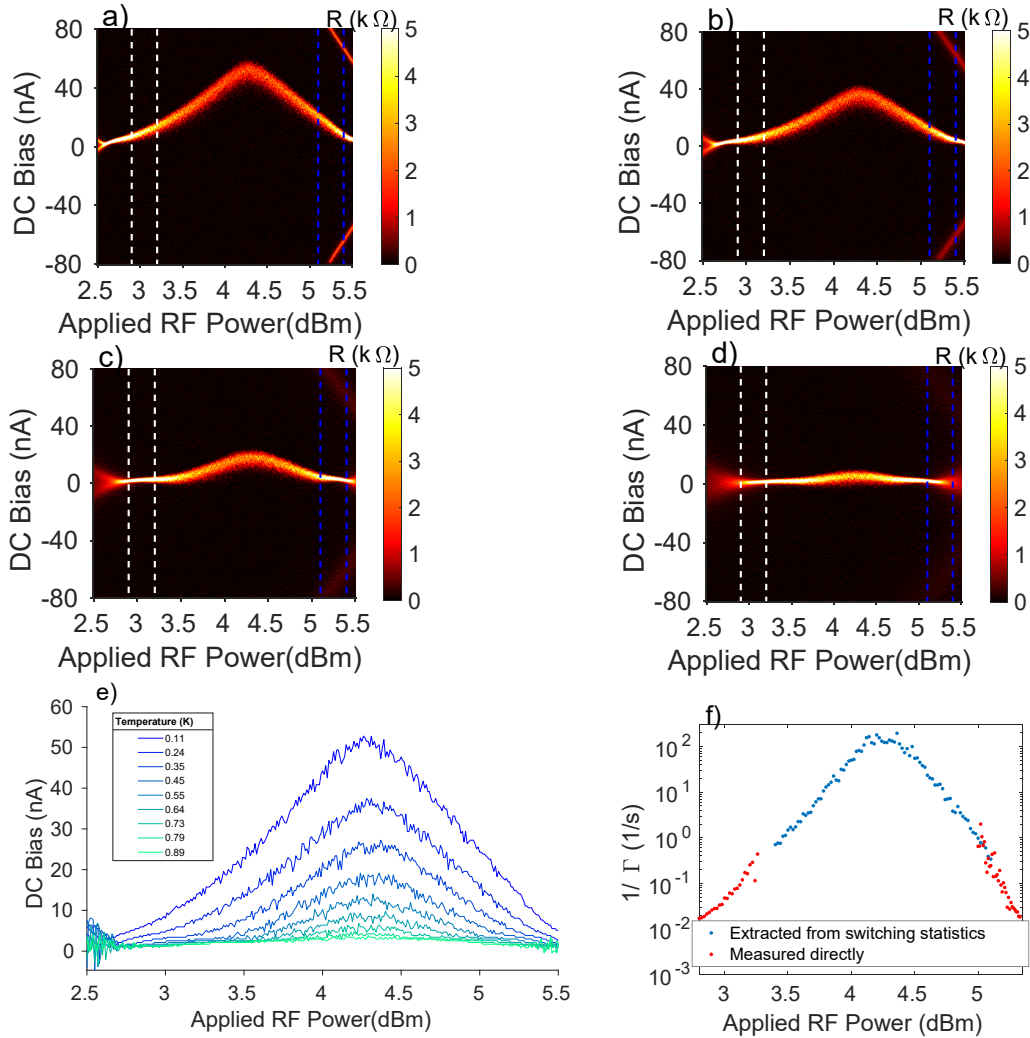 a)
R (k Ω)
80
40
0
-40
-80
DC Bias (nA)
2.5 3 3.5 4 4.5 5 5.5
Applied RF Power(dBm)
5
4
3
2
1
0
b)
R (k Ω)
80
40
0
-40
-80
DC Bias (nA)
2.5 3 3.5 4 4.5 5 5.5
Applied RF Power(dBm)
5
4
3
2
1
0
c)
R (k Ω)
80
40
0
-40
-80
DC Bias (nA)
2.5 3 3.5 4 4.5 5 5.5
Applied RF Power(dBm)
5
4
3
2
1
0
d)
R (k Ω)
80
40
0
-40
-80
DC Bias (nA)
2.5 3 3.5 4 4.5 5 5.5
Applied RF Power(dBm)
5
4
3
2
1
0
e)
60
50
40
30
20
10
0
DC Bias (nA)
Temperature (K)
0.11
0.24
0.35
0.45
0.55
0.64
0.73
0.79
0.89
2.5 3 3.5 4 4.5 5 5.5
Applied RF Power(dBm)
f)
10²
10¹
10⁰
10⁻¹
10⁻²
10⁻³
1/ Γ (1/s)
Extracted from switching statistics
Measured directly
3 3.5 4 4.5 5
Applied RF Power (dBm)